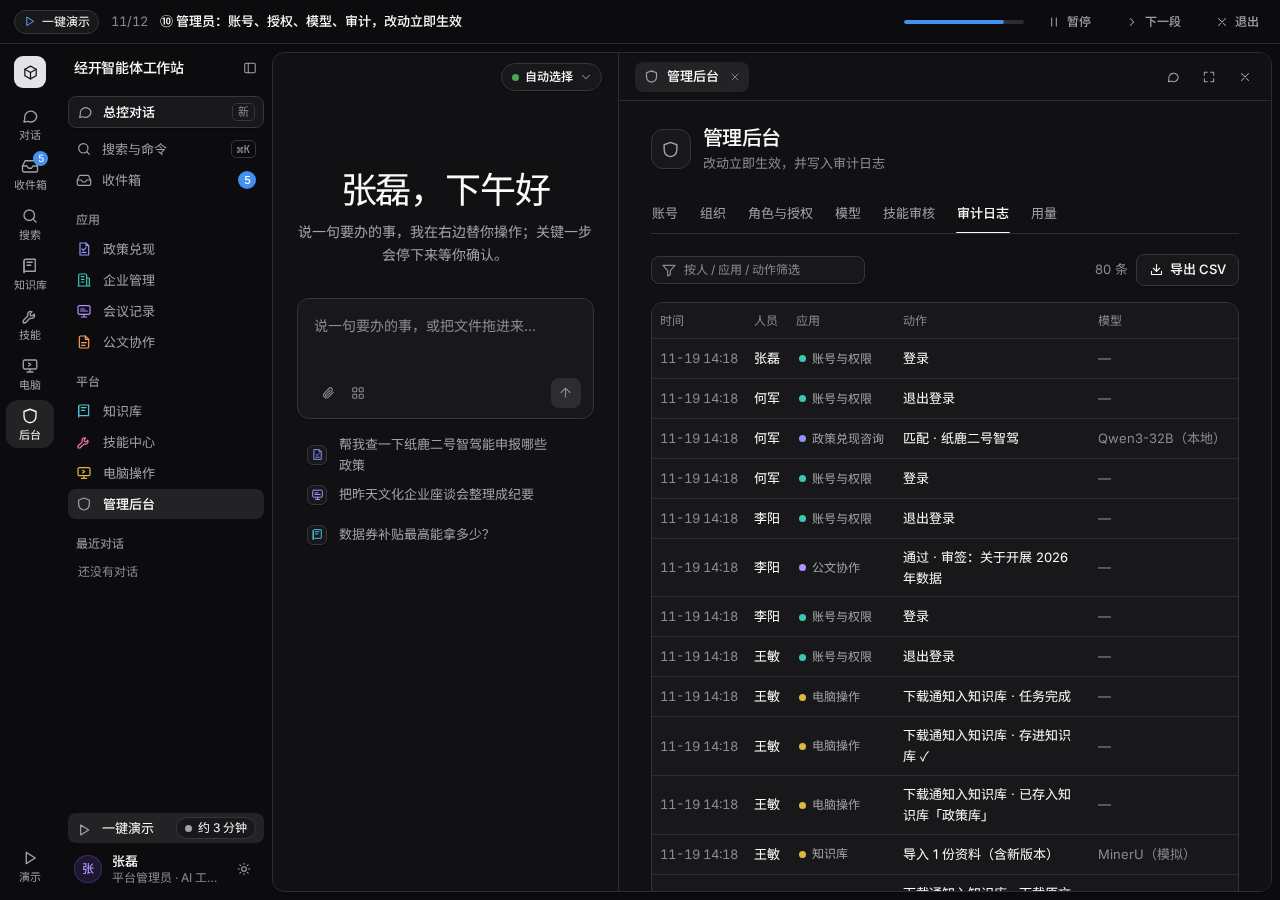 一键演示
11/12
⑩ 管理员：账号、授权、模型、审计，改动立即生效
暂停
下一段
退出
对话
收件箱
5
搜索
知识库
技能
电脑
后台
演示
经开智能体工作站
总控对话
新
搜索与命令
⌘K
收件箱
5
应用
政策兑现
企业管理
会议记录
公文协作
平台
知识库
技能中心
电脑操作
管理后台
最近对话
还没有对话
一键演示
约 3 分钟
张
张磊
平台管理员 · AI 工...
自动选择
张磊，下午好
说一句要办的事，我在右边替你操作；关键一步
会停下来等你确认。
说一句要办的事，或把文件拖进来...
帮我查一下纸鹿二号智驾能申报哪些
政策
把昨天文化企业座谈会整理成纪要
数据券补贴最高能拿多少？
管理后台
管理后台
改动立即生效，并写入审计日志
账号
组织
角色与授权
模型
技能审核
审计日志
用量
按人 / 应用 / 动作筛选
80 条
导出 CSV
时间 人员 应用 动作 模型
11-19 14:18 张磊 账号与权限 登录 —
11-19 14:18 何军 账号与权限 退出登录 —
11-19 14:18 何军 政策兑现咨询 匹配 · 纸鹿二号智驾 Qwen3-32B（本地）
11-19 14:18 何军 账号与权限 登录 —
11-19 14:18 李阳 账号与权限 退出登录 —
11-19 14:18 李阳 公文协作 通过 · 审签：关于开展 2026 —
年数据
11-19 14:18 李阳 账号与权限 登录 —
11-19 14:18 王敏 账号与权限 退出登录 —
11-19 14:18 王敏 电脑操作 下载通知入知识库 · 任务完成 —
11-19 14:18 王敏 电脑操作 下载通知入知识库 · 存进知识 —
库 ✓
11-19 14:18 王敏 电脑操作 下载通知入知识库 · 已存入知 —
识库「政策库」
11-19 14:18 王敏 知识库 导入 1 份资料（含新版本） MinerU（模拟）